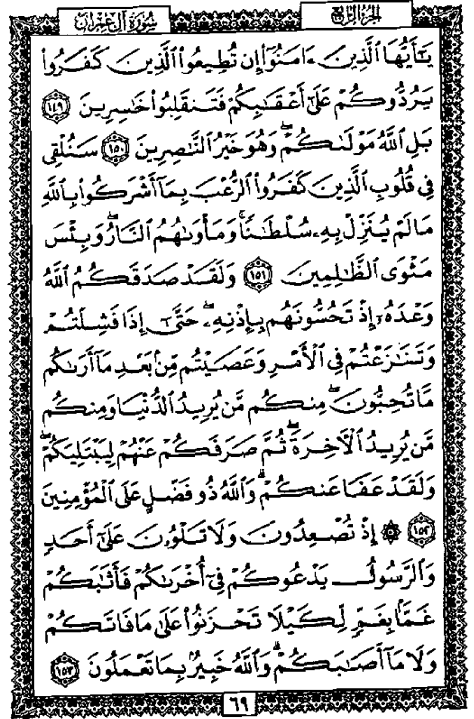 الجزء الرابع
سورة آل عمران
يَٰٓأَيُّهَا ٱلَّذِينَ ءَامَنُوٓا۟ إِن تُطِيعُوا۟ ٱلَّذِينَ كَفَرُوا۟
يَرُدُّوكُمْ عَلَىٰٓ أَعْقَٰبِكُمْ فَتَنقَلِبُوا۟ خَٰسِرِينَ ١٤٩
بَلِ ٱللَّهُ مَوْلَىٰكُمْ ۖ وَهُوَ خَيْرُ ٱلنَّٰصِرِينَ ١٥٠ سَنُلْقِى
فِى قُلُوبِ ٱلَّذِينَ كَفَرُوا۟ ٱلرُّعْبَ بِمَآ أَشْرَكُوا۟ بِٱللَّهِ
مَا لَمْ يُنَزِّلْ بِهِۦ سُلْطَٰنًا ۖ وَمَأْوَىٰهُمُ ٱلنَّارُ ۚ وَبِئْسَ
مَثْوَى ٱلظَّٰلِمِينَ ١٥١ وَلَقَدْ صَدَقَكُمُ ٱللَّهُ
وَعْدَهُۥٓ إِذْ تَحُسُّونَهُم بِإِذْنِهِۦ ۖ حَتَّىٰٓ إِذَا فَشِلْتُمْ
وَتَنَٰزَعْتُمْ فِى ٱلْأَمْرِ وَعَصَيْتُم مِّنۢ بَعْدِ مَآ أَرَىٰكُم
مَّا تُحِبُّونَ ۚ مِنكُم مَّن يُرِيدُ ٱلدُّنْيَا وَمِنكُم
مَّن يُرِيدُ ٱلْءَاخِرَةَ ۚ ثُمَّ صَرَفَكُمْ عَنْهُمْ لِيَبْتَلِيَكُمْ ۖ
وَلَقَدْ عَفَا عَنكُمْ ۗ وَٱللَّهُ ذُو فَضْلٍ عَلَى ٱلْمُؤْمِنِينَ
١٥٢ ۞ إِذْ تُصْعِدُونَ وَلَا تَلْوُۥنَ عَلَىٰٓ أَحَدٍ
وَٱلرَّسُولُ يَدْعُوكُمْ فِىٓ أُخْرَىٰكُمْ فَأَثَٰبَكُمْ
غَمًّۢا بِغَمٍّ لِّكَيْلَا تَحْزَنُوا۟ عَلَىٰ مَا فَاتَكُمْ
وَلَا مَآ أَصَٰبَكُمْ ۗ وَٱللَّهُ خَبِيرٌۢ بِمَا تَعْمَلُونَ ١٥٣
٦٩